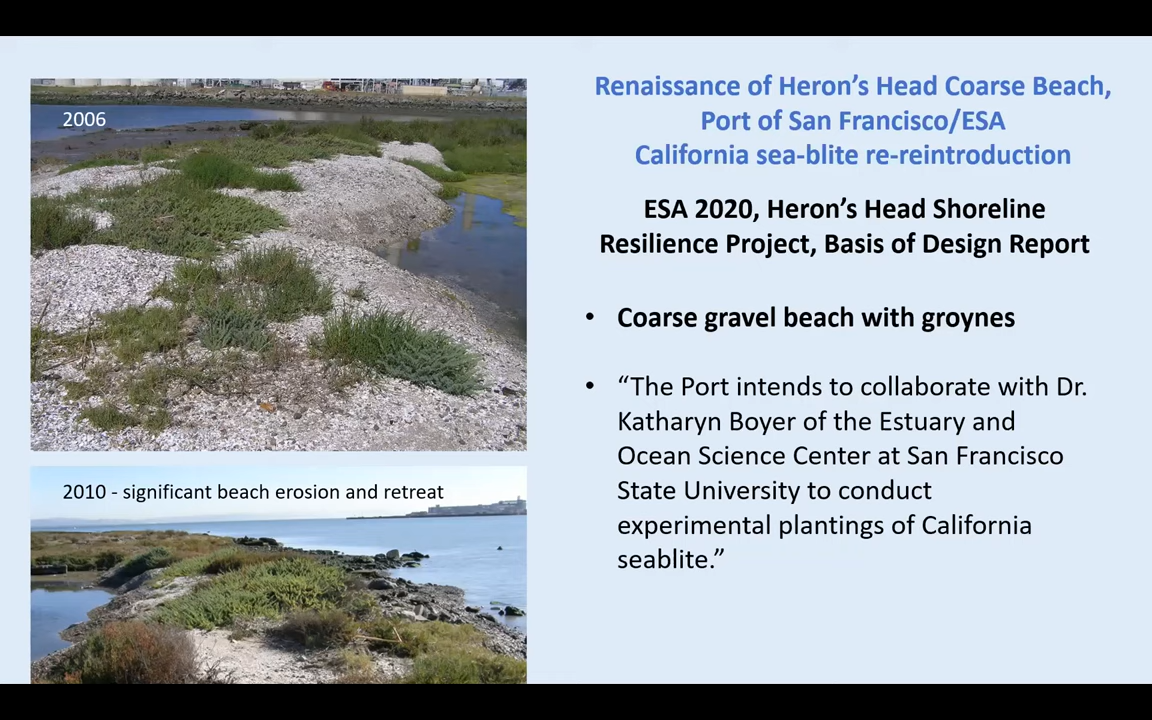 2006
2010 - significant beach erosion and retreat
Renaissance of Heron’s Head Coarse Beach,
Port of San Francisco/ESA
California sea-blite re-reintroduction
ESA 2020, Heron’s Head Shoreline
Resilience Project, Basis of Design Report
• Coarse gravel beach with groynes
• “The Port intends to collaborate with Dr.
Katharyn Boyer of the Estuary and
Ocean Science Center at San Francisco
State University to conduct
experimental plantings of California
seablite.”